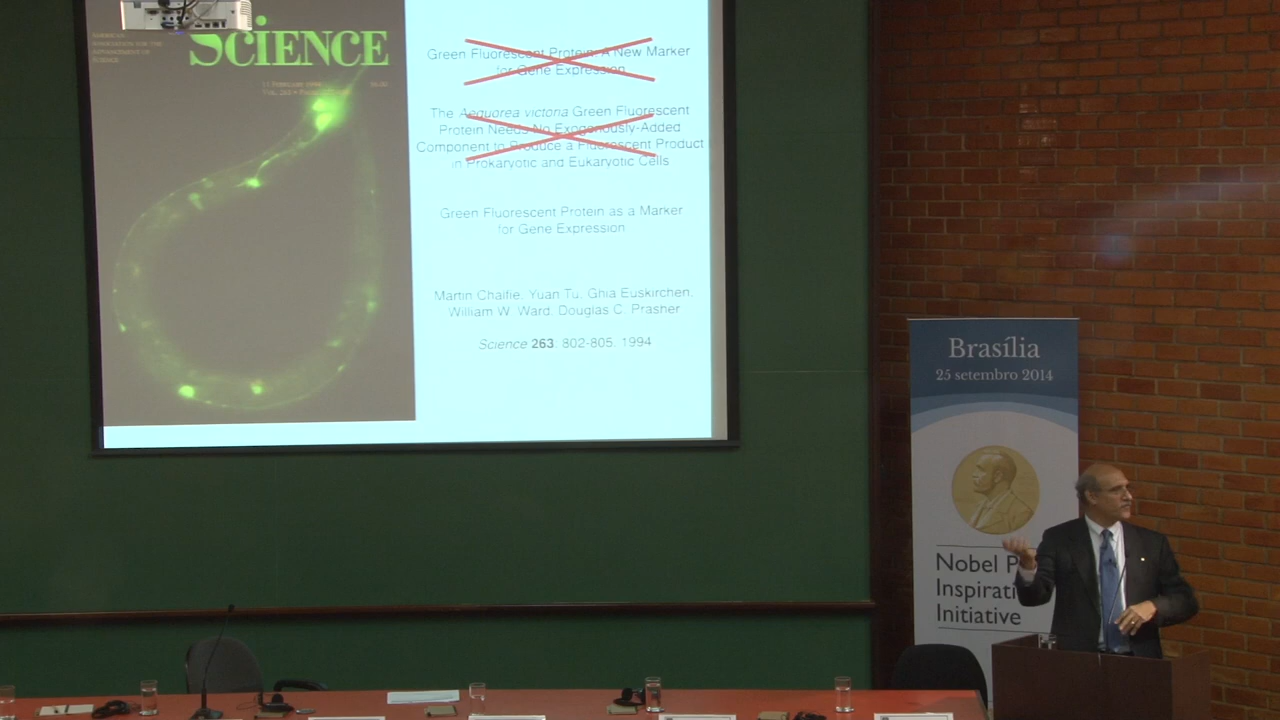 SCIENCE
Green Fluorescent Protein: A New Marker
for Gene Expression
The Aequorea victoria Green Fluorescent
Protein Needs No Exogenously-Added
Component to Produce a Fluorescent Product
in Prokaryotic and Eukaryotic Cells
Green Fluorescent Protein as a Marker
for Gene Expression
Martin Chalfie, Yuan Tu, Ghia Euskirchen,
William W. Ward, Douglas C. Prasher
Science 263, 802-805, 1994
Brasília
25 setembro 2014
Nobel P
Inspirati
Initiative